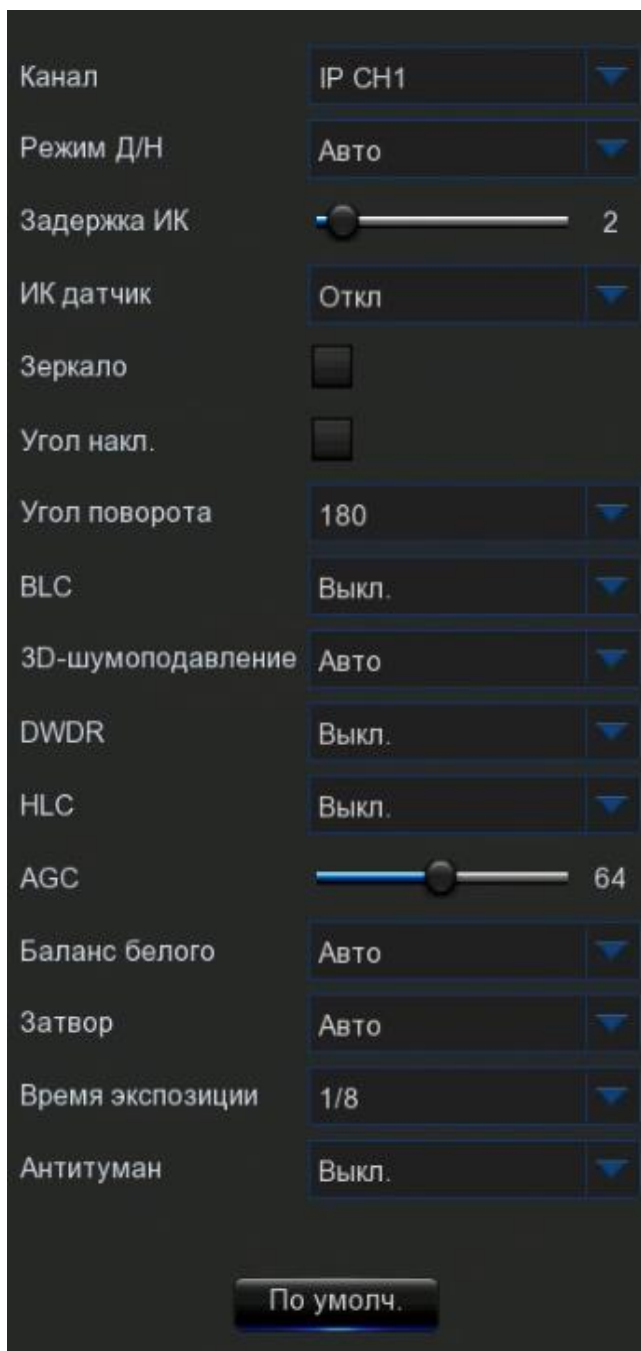 Канал IP CH1
Режим Д/Н Авто
Задержка ИК 2
ИК датчик Откл
Зеркало
Угол накл.
Угол поворота 180
BLC Выкл.
3D-шумоподавление Авто
DWDR Выкл.
HLC Выкл.
AGC 64
Баланс белого Авто
Затвор Авто
Время экспозиции 1/8
Антитуман Выкл.
По умолч.